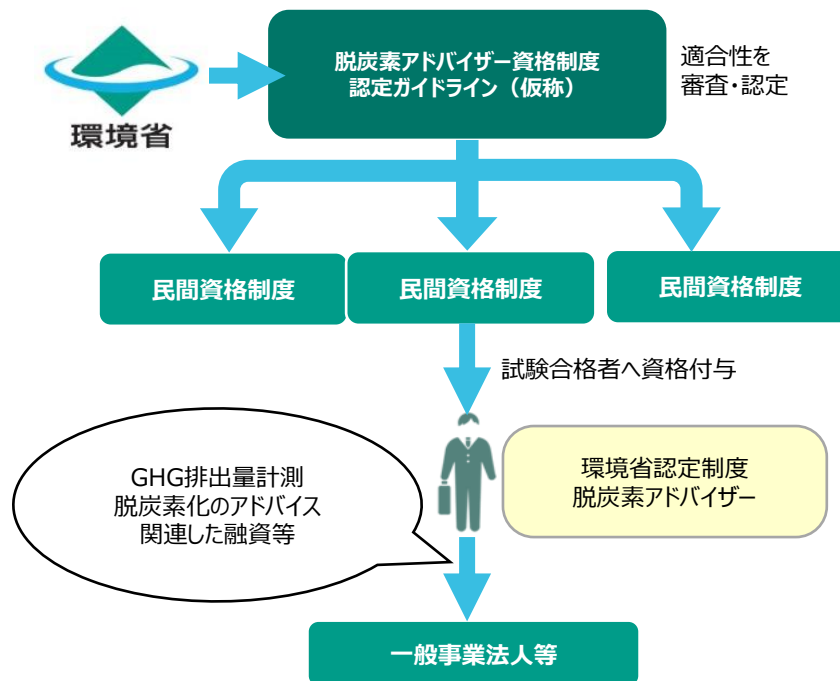 環境省
脱炭素アドバイザー資格制度
認定ガイドライン（仮称）
適合性を
審査・認定
民間資格制度
民間資格制度
民間資格制度
試験合格者へ資格付与
GHG排出量計測
脱炭素化のアドバイス
関連した融資等
環境省認定制度
脱炭素アドバイザー
一般事業法人等